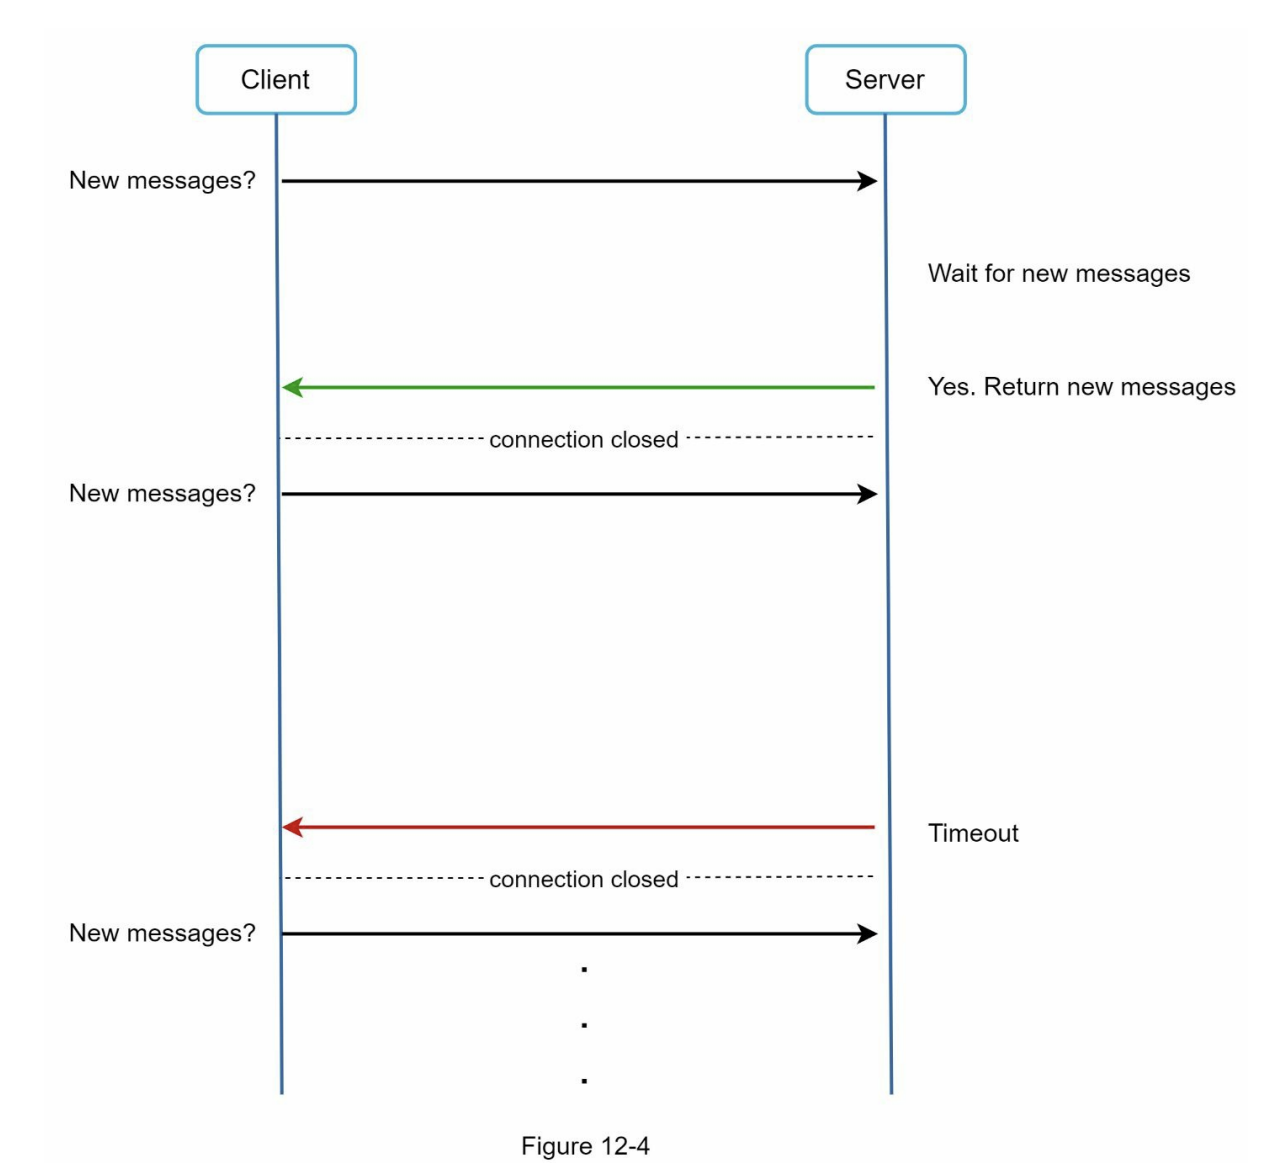 Client
Server
New messages?
Wait for new messages
Yes. Return new messages
connection closed
New messages?
Timeout
connection closed
New messages?
.
.
.
Figure 12-4